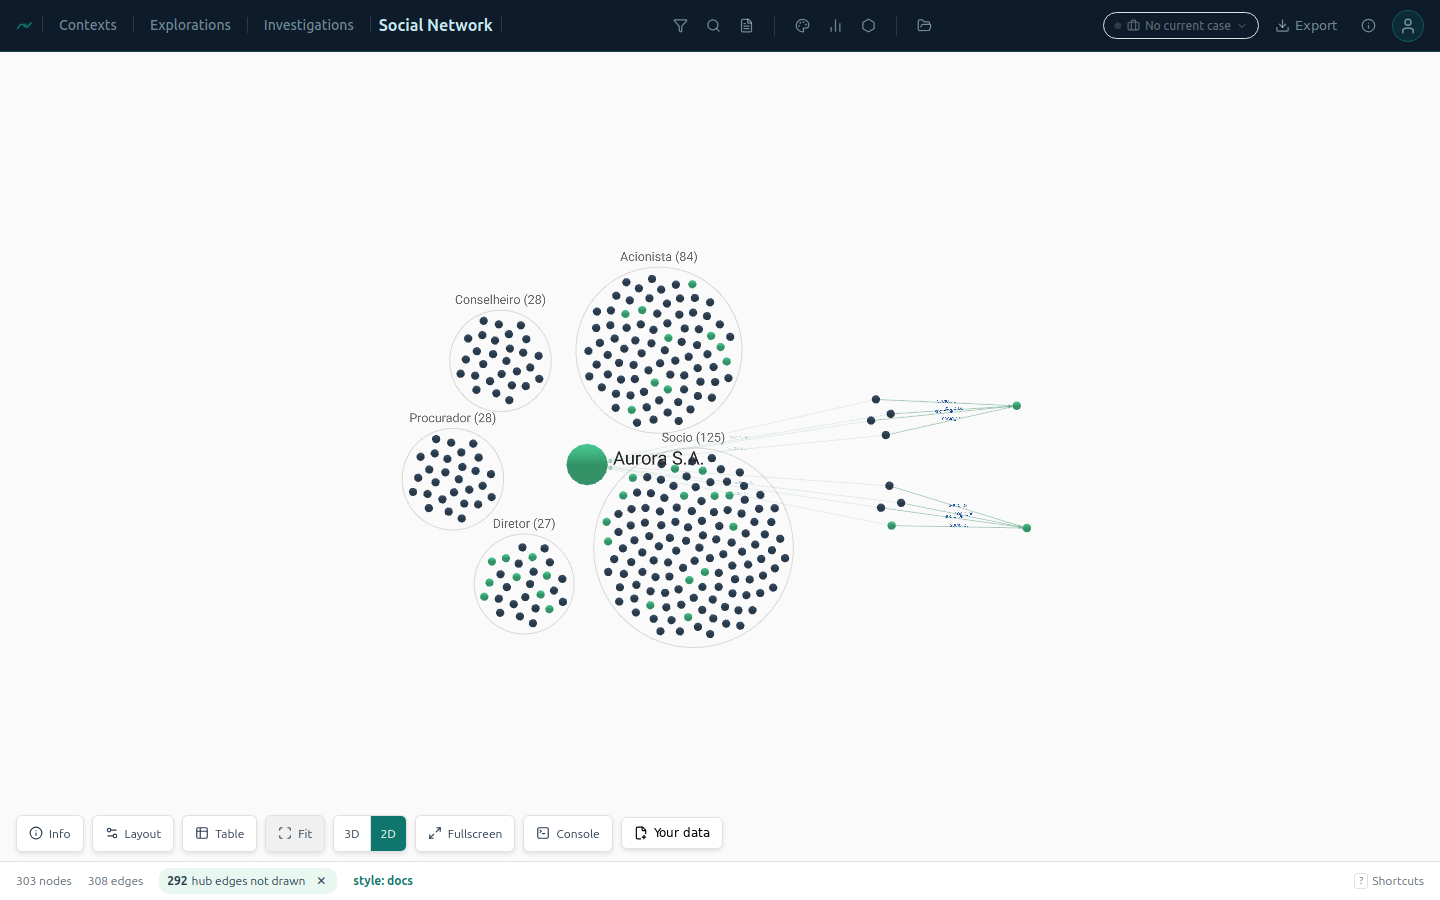 Contexts
Explorations
Investigations
Social Network
No current case
Export
Acionista (84)
Conselheiro (28)
Procurador (28)
Socio (125)
Aurora S.A.
Diretor (27)
Info
Layout
Table
Fit
3D
2D
Fullscreen
Console
Your data
303 nodes
308 edges
292 hub edges not drawn ✕
style: docs
? Shortcuts